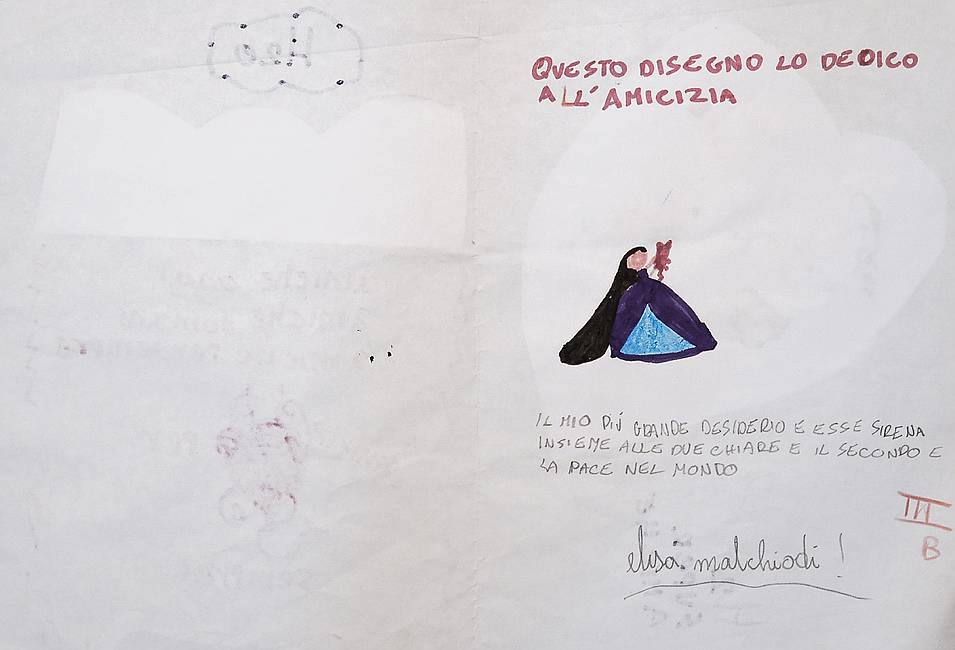 QUESTO DISEGNO LO DEDICO
ALL'AMICIZIA
IL MIO PIÚ GRANDE DESIDERIO E ESSE SIRENA
INSIEME ALLE DUE CHIARE E IL SECONDO E
LA PACE NEL MONDO
III
B
elisa malchiodi!